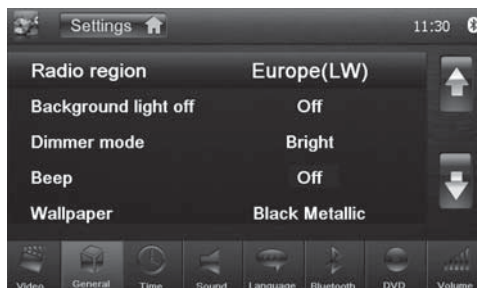 Settings 11:30
Radio region Europe(LW)
Background light off Off
Dimmer mode Bright
Beep Off
Wallpaper Black Metallic
Video General Time Sound Language Bluetooth DVD Volume